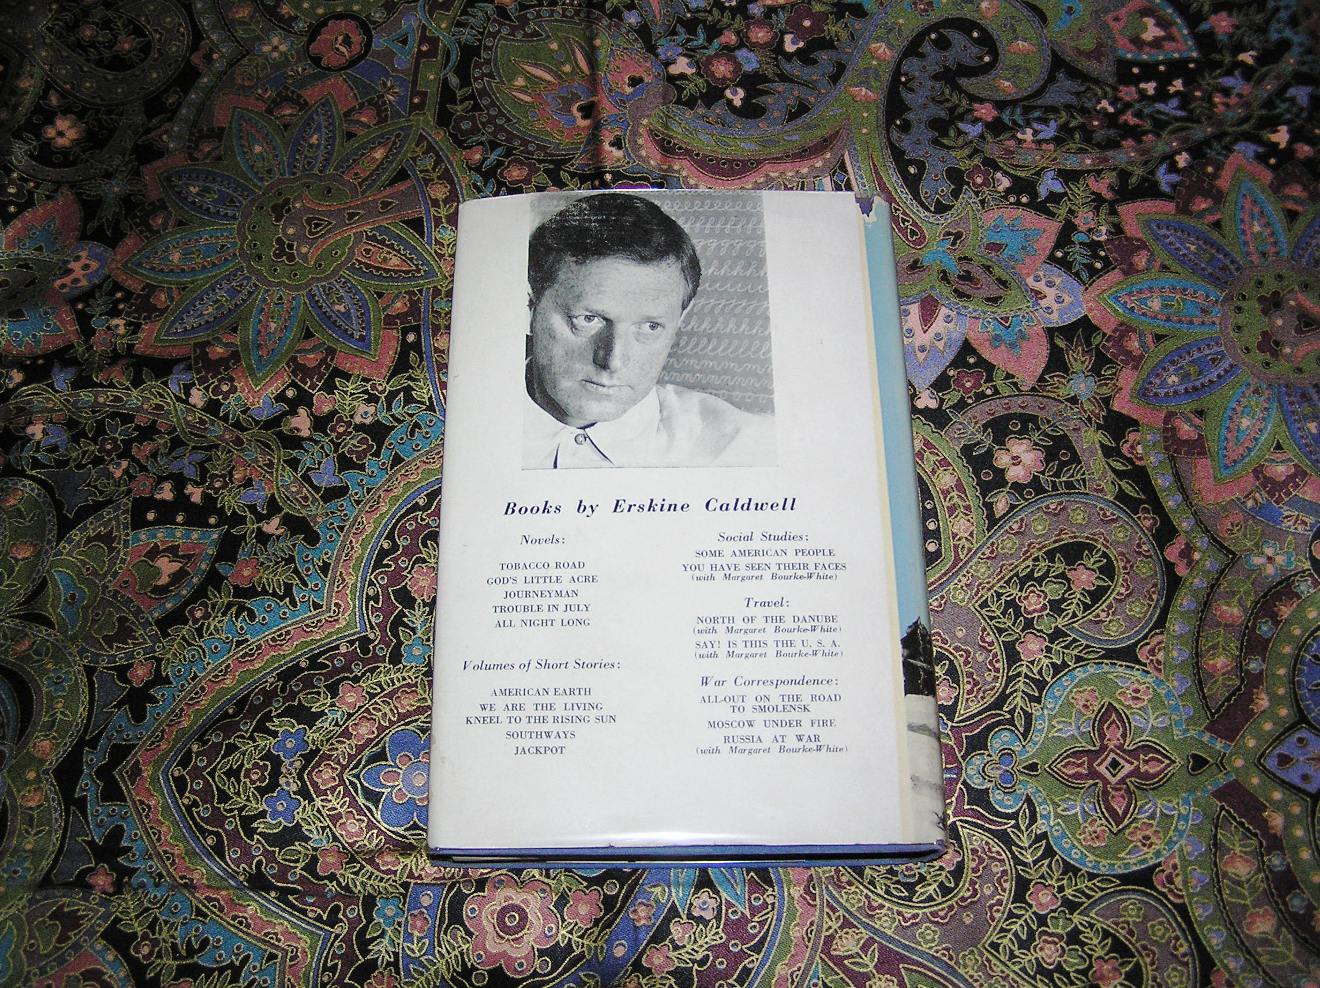 Books by Erskine Caldwell
Novels:
TOBACCO ROAD
GOD'S LITTLE ACRE
JOURNEYMAN
TROUBLE IN JULY
ALL NIGHT LONG
Volumes of Short Stories:
AMERICAN EARTH
WE ARE THE LIVING
KNEEL TO THE RISING SUN
SOUTHWAYS
JACKPOT
Social Studies:
SOME AMERICAN PEOPLE
YOU HAVE SEEN THEIR FACES
(with Margaret Bourke-White)
Travel:
NORTH OF THE DANUBE
(with Margaret Bourke-White)
SAY! IS THIS THE U. S. A.
(with Margaret Bourke-White)
War Correspondence:
ALL-OUT ON THE ROAD
TO SMOLENSK
MOSCOW UNDER FIRE
RUSSIA AT WAR
(with Margaret Bourke-White)